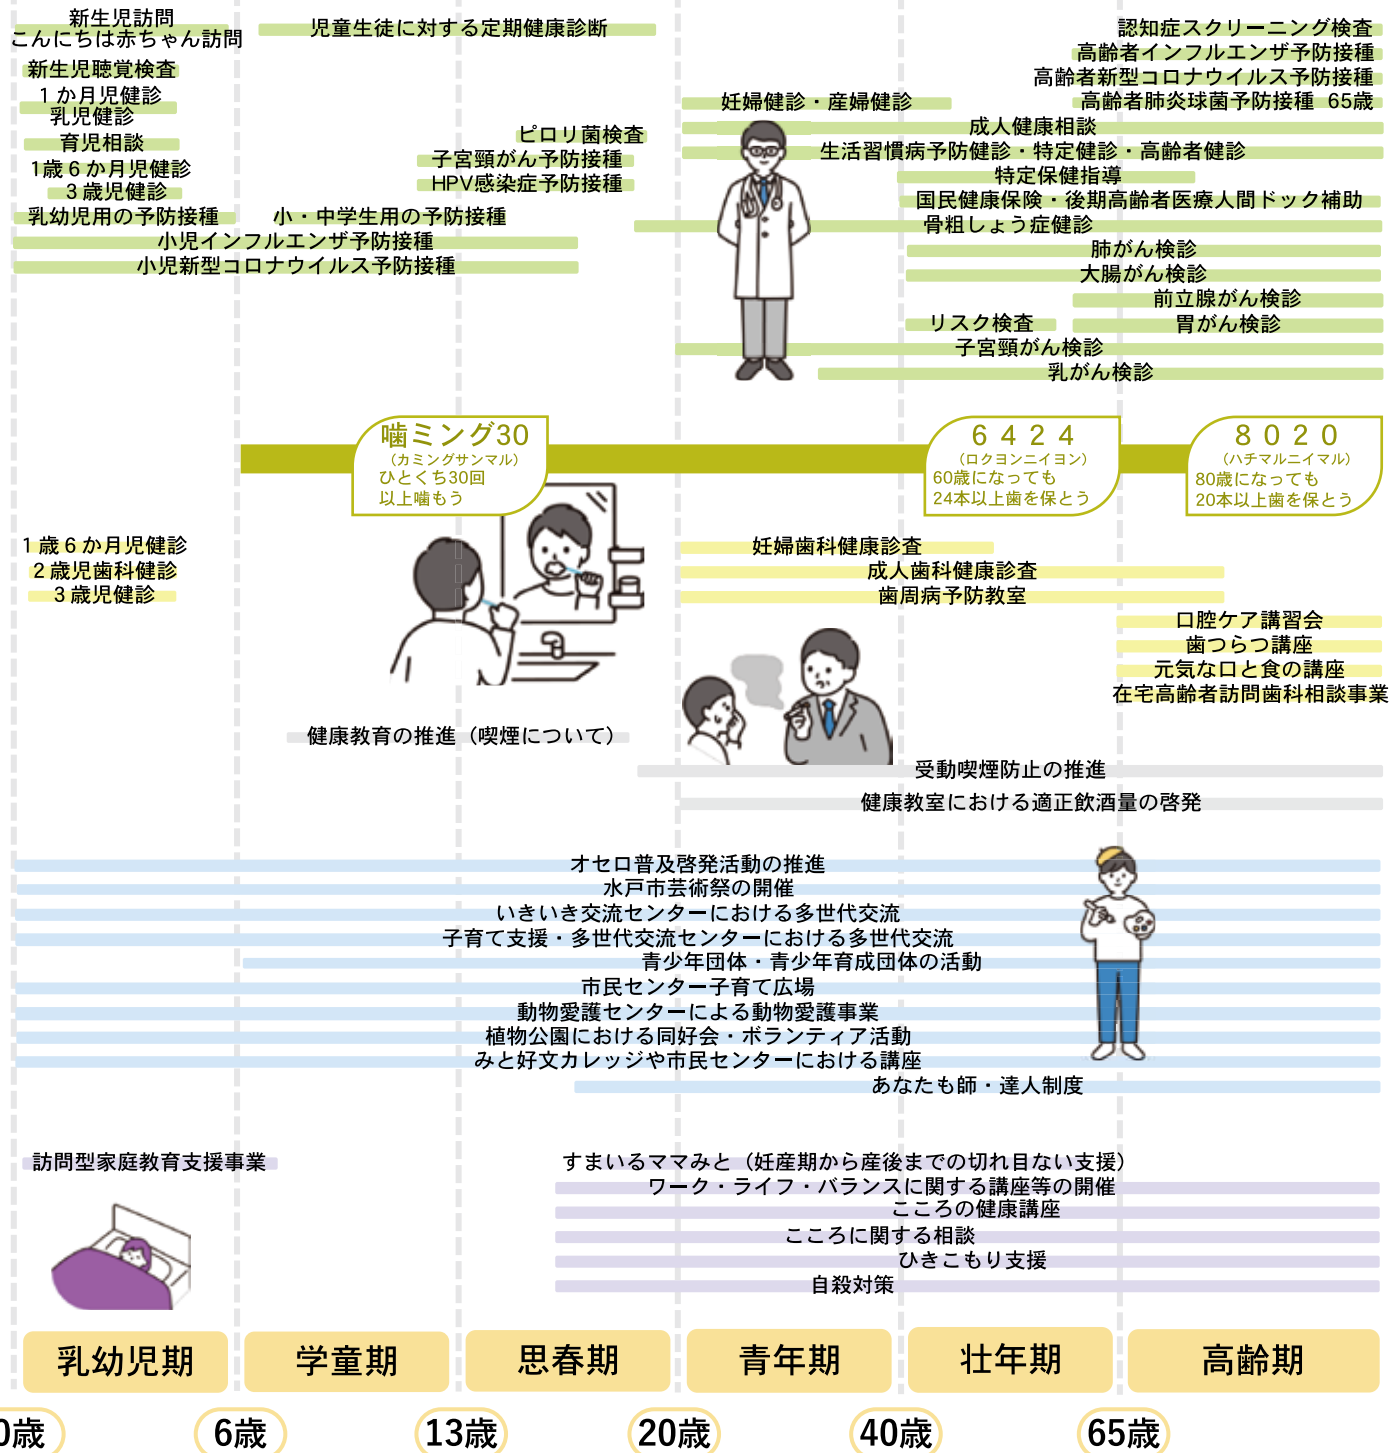 新生児訪問
こんにちは赤ちゃん訪問
新生児聴覚検査
1か月児健診
乳児健診
育児相談
1歳6か月児健診
3歳児健診
乳幼児用の予防接種
児童生徒に対する定期健康診断
ピロリ菌検査
子宮頸がん予防接種
HPV感染症予防接種
小・中学生用の予防接種
小児インフルエンザ予防接種
小児新型コロナウイルス予防接種
認知症スクリーニング検査
高齢者インフルエンザ予防接種
高齢者新型コロナウイルス予防接種
高齢者肺炎球菌予防接種 65歳
妊婦健診・産婦健診
成人健康相談
生活習慣病予防健診・特定健診・高齢者健診
特定保健指導
国民健康保険・後期高齢者医療人間ドック補助
骨粗しょう症健診
肺がん検診
大腸がん検診
前立腺がん検診
リスク検査
胃がん検診
子宮頸がん検診
乳がん検診
噛ミング30
（カミングサンマル）
ひとくち30回
以上噛もう
6424
（ロクヨンニイヨン）
60歳になっても
24本以上歯を保とう
8020
（ハチマルニイマル）
80歳になっても
20本以上歯を保とう
1歳6か月児健診
2歳児歯科健診
3歳児健診
妊婦歯科健康診査
成人歯科健康診査
歯周病予防教室
口腔ケア講習会
歯つらつ講座
元気な口と食の講座
在宅高齢者訪問歯科相談事業
健康教育の推進（喫煙について）
受動喫煙防止の推進
健康教室における適正飲酒量の啓発
オセロ普及啓発活動の推進
水戸市芸術祭の開催
いきいき交流センターにおける多世代交流
子育て支援・多世代交流センターにおける多世代交流
青少年団体・青少年育成団体の活動
市民センター子育て広場
動物愛護センターによる動物愛護事業
植物公園における同好会・ボランティア活動
みと好文カレッジや市民センターにおける講座
あなたも師・達人制度
訪問型家庭教育支援事業
すまいるママみと（妊産期から産後までの切れ目ない支援）
ワーク・ライフ・バランスに関する講座等の開催
こころの健康講座
こころに関する相談
ひきこもり支援
自殺対策
乳幼児期
学童期
思春期
青年期
壮年期
高齢期
0歳
6歳
13歳
20歳
40歳
65歳